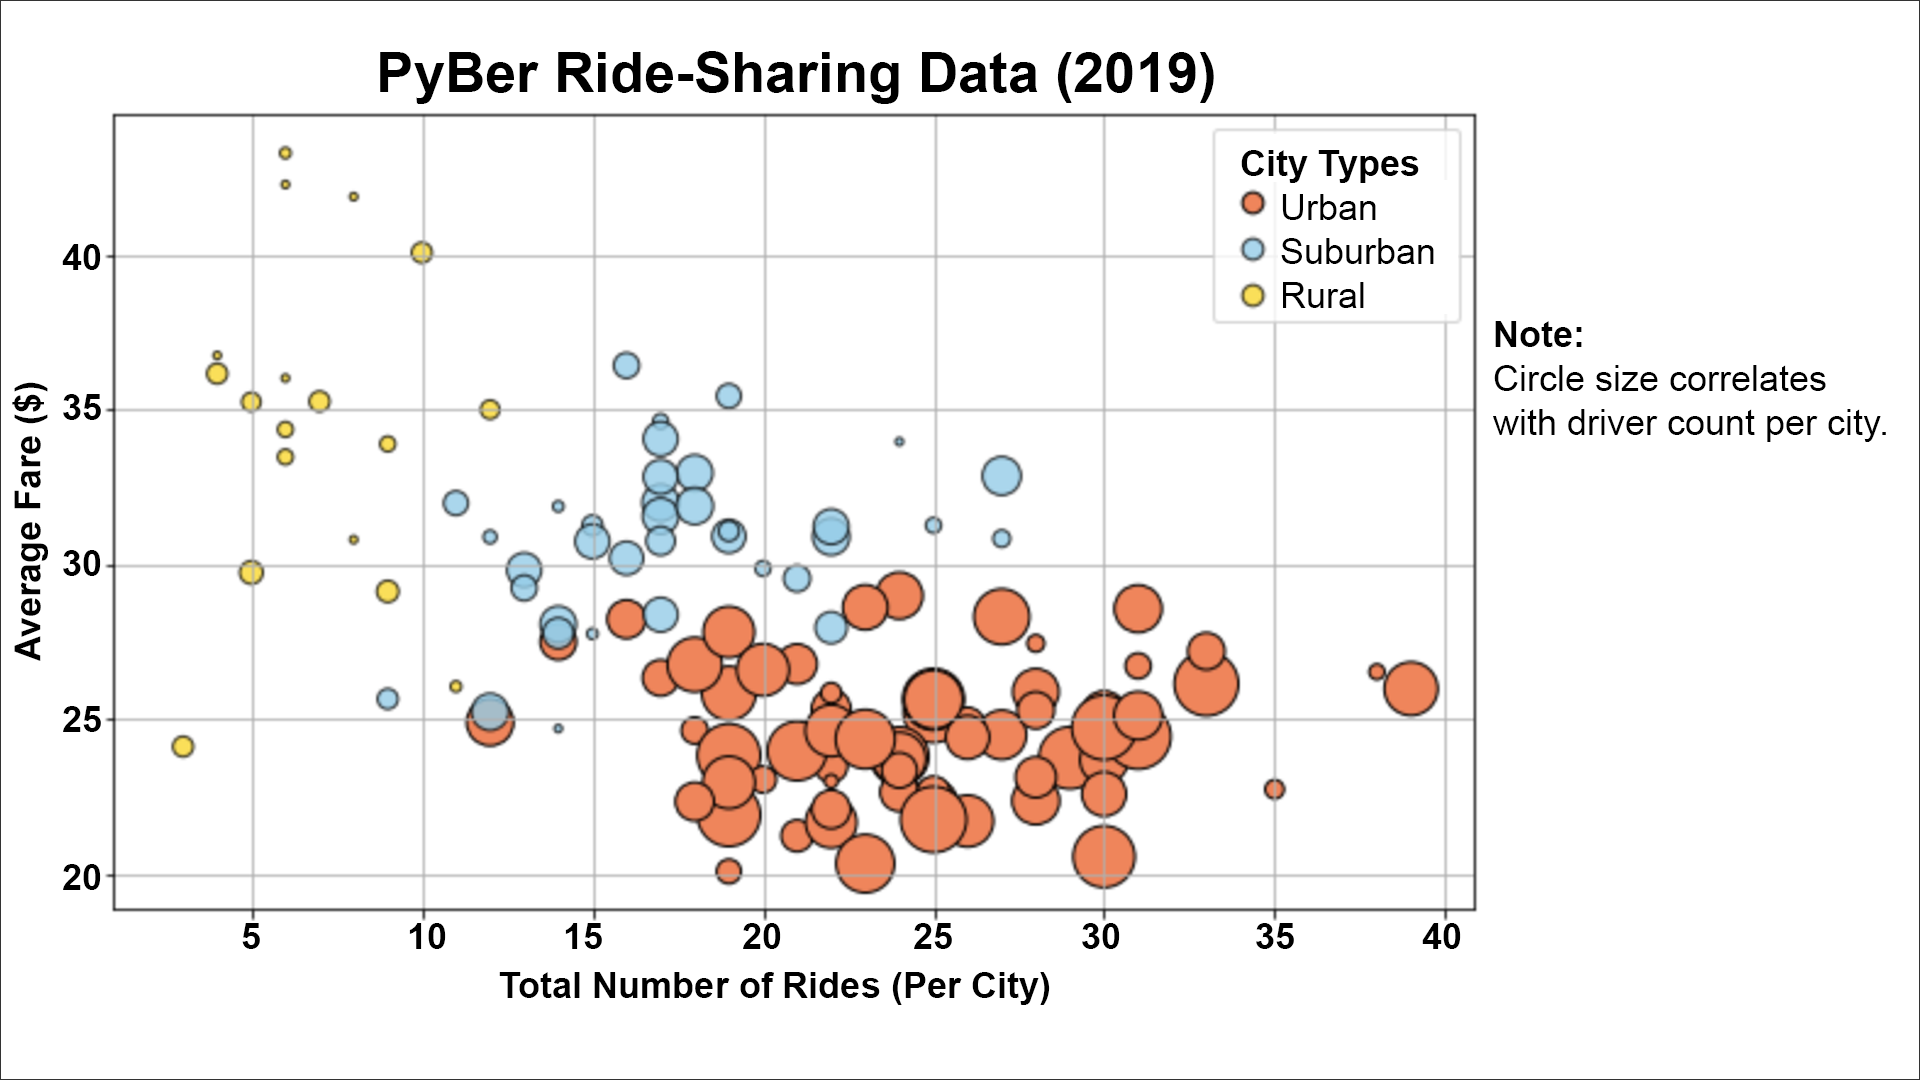 PyBer Ride-Sharing Data (2019)
City Types
Urban
Suburban
Rural
Note:
Circle size correlates
with driver count per city.
Average Fare ($)
40
35
30
25
20
5 10 15 20 25 30 35 40
Total Number of Rides (Per City)